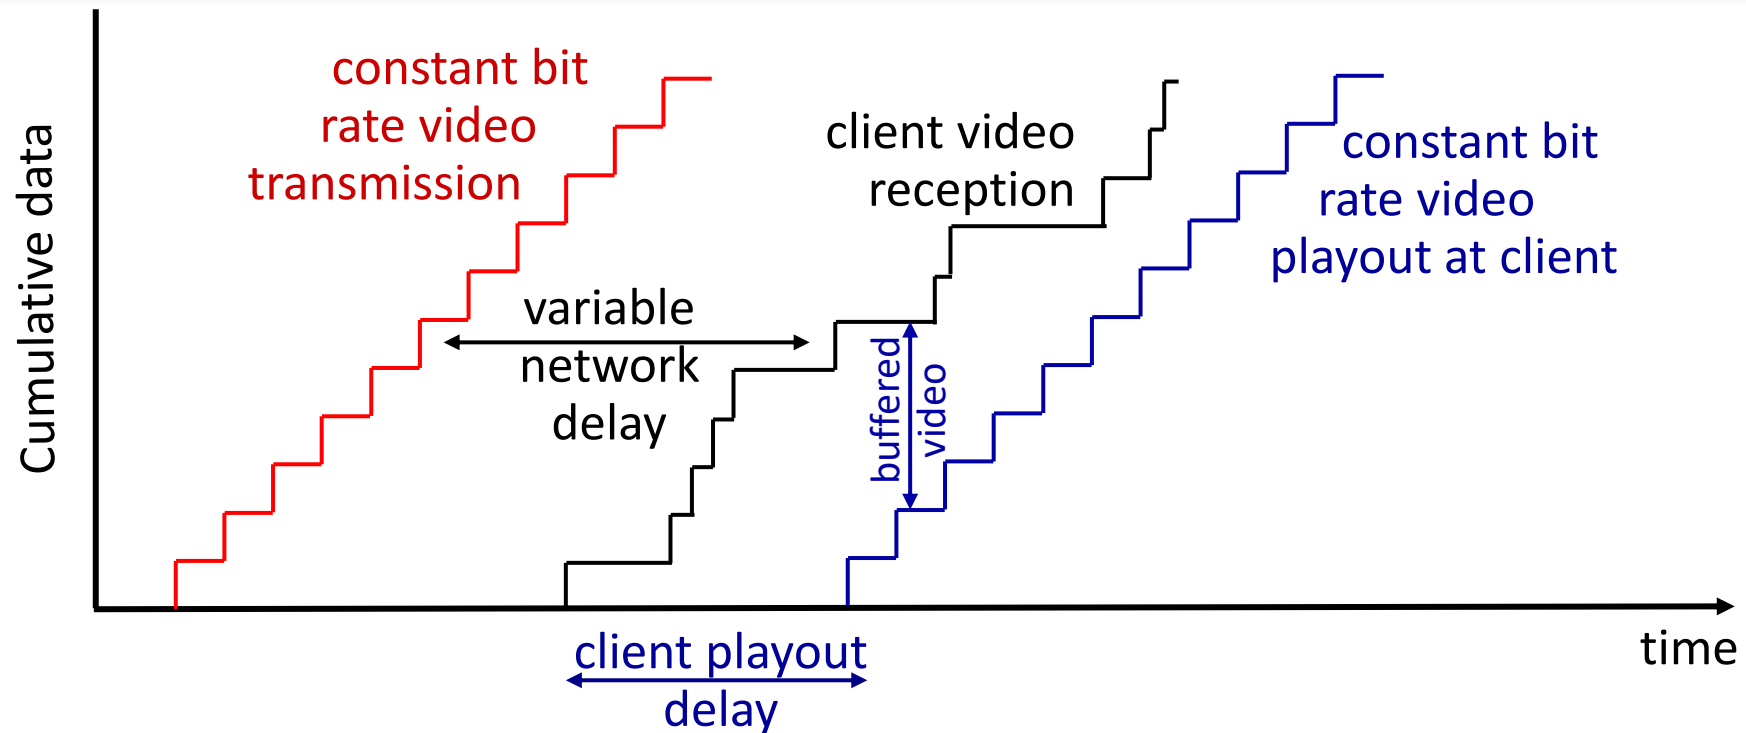 constant bit
rate video
transmission
client video
reception
constant bit
rate video
playout at client
Cumulative data
variable
network
delay
buffered
video
client playout
delay
time